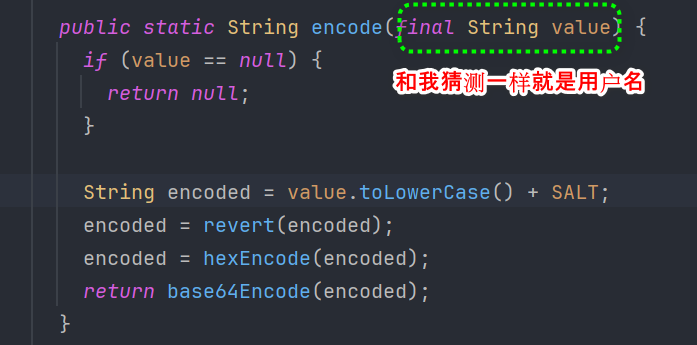 public static String encode(final String value) {
if (value == null) {
return null;
}
和我猜测一样就是用户名
String encoded = value.toLowerCase() + SALT;
encoded = revert(encoded);
encoded = hexEncode(encoded);
return base64Encode(encoded);
}